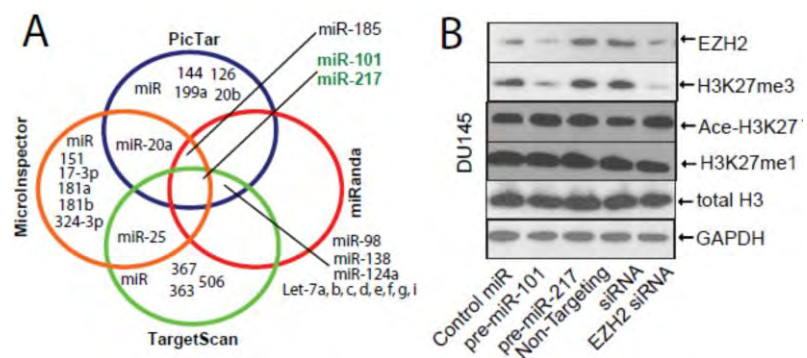 A
PicTar
miR-185
miR-101
miR-217
miR 144 126
199a 20b
miR-20a
MicroInspector
miR
151
17-3p
181a
181b
324-3p
miRanda
miR-25
miR-98
miR-138
miR-124a
Let-7a, b, c, d, e, f, g, i
miR 367 506
363
TargetScan
B
DU145
EZH2
H3K27me3
Ace-H3K27
H3K27me1
total H3
GAPDH
Control miR
pre-miR-101
pre-miR-217
Non-Targeting
siRNA
EZH2 siRNA